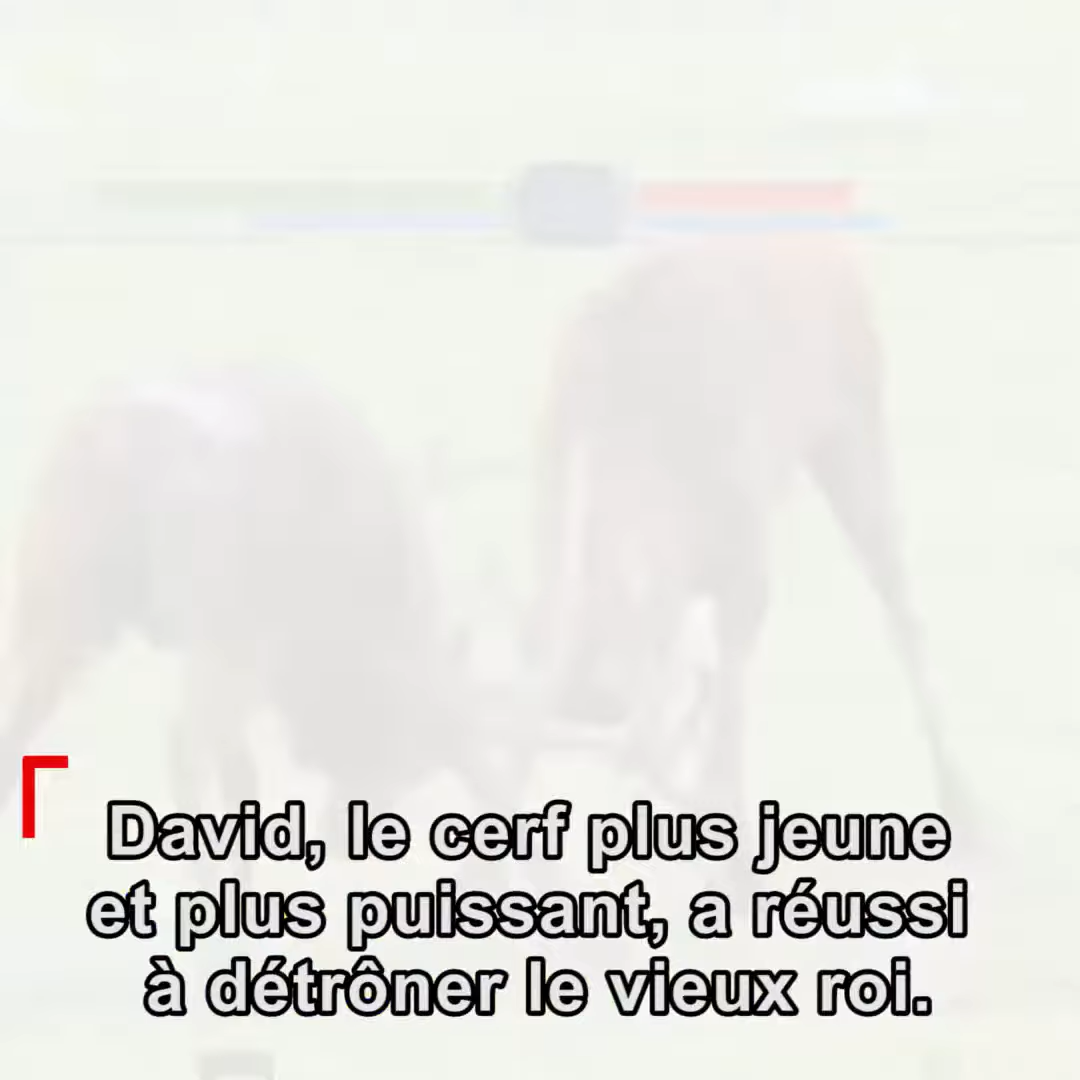 David, le cerf plus jeune
et plus puissant, a réussi
à détrôner le vieux roi.